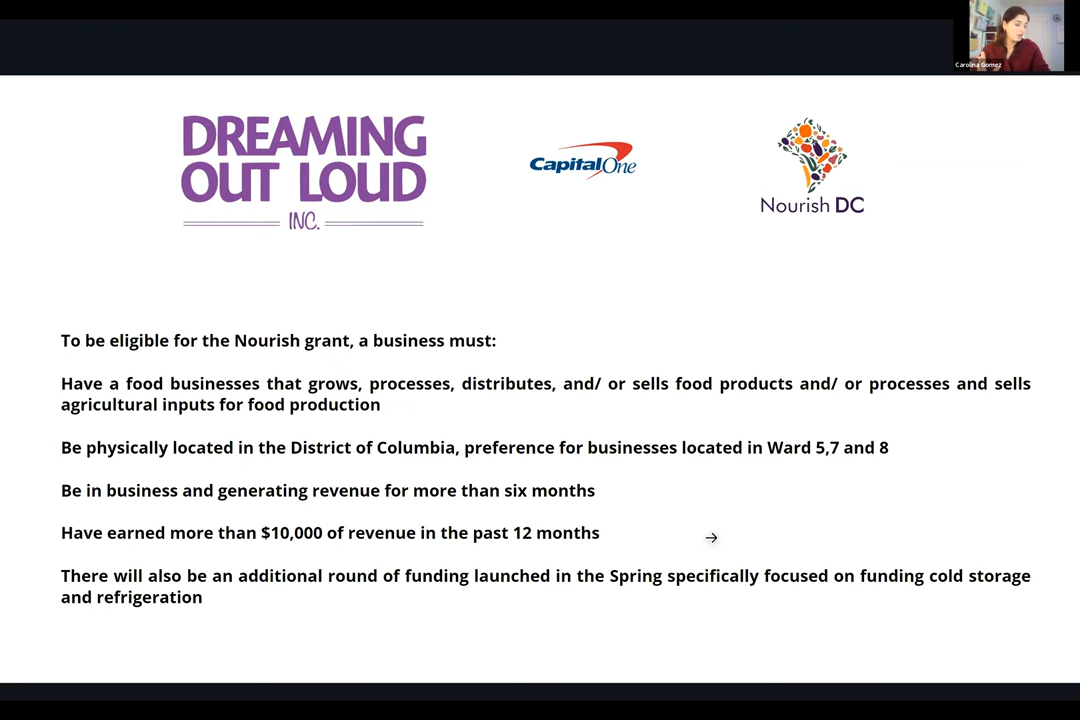 Carolina Gomez
DREAMING
OUT LOUD
INC.
CapitalOne
Nourish DC
To be eligible for the Nourish grant, a business must:
Have a food businesses that grows, processes, distributes, and/ or sells food products and/ or processes and sells
agricultural inputs for food production
Be physically located in the District of Columbia, preference for businesses located in Ward 5,7 and 8
Be in business and generating revenue for more than six months
Have earned more than $10,000 of revenue in the past 12 months
There will also be an additional round of funding launched in the Spring specifically focused on funding cold storage
and refrigeration